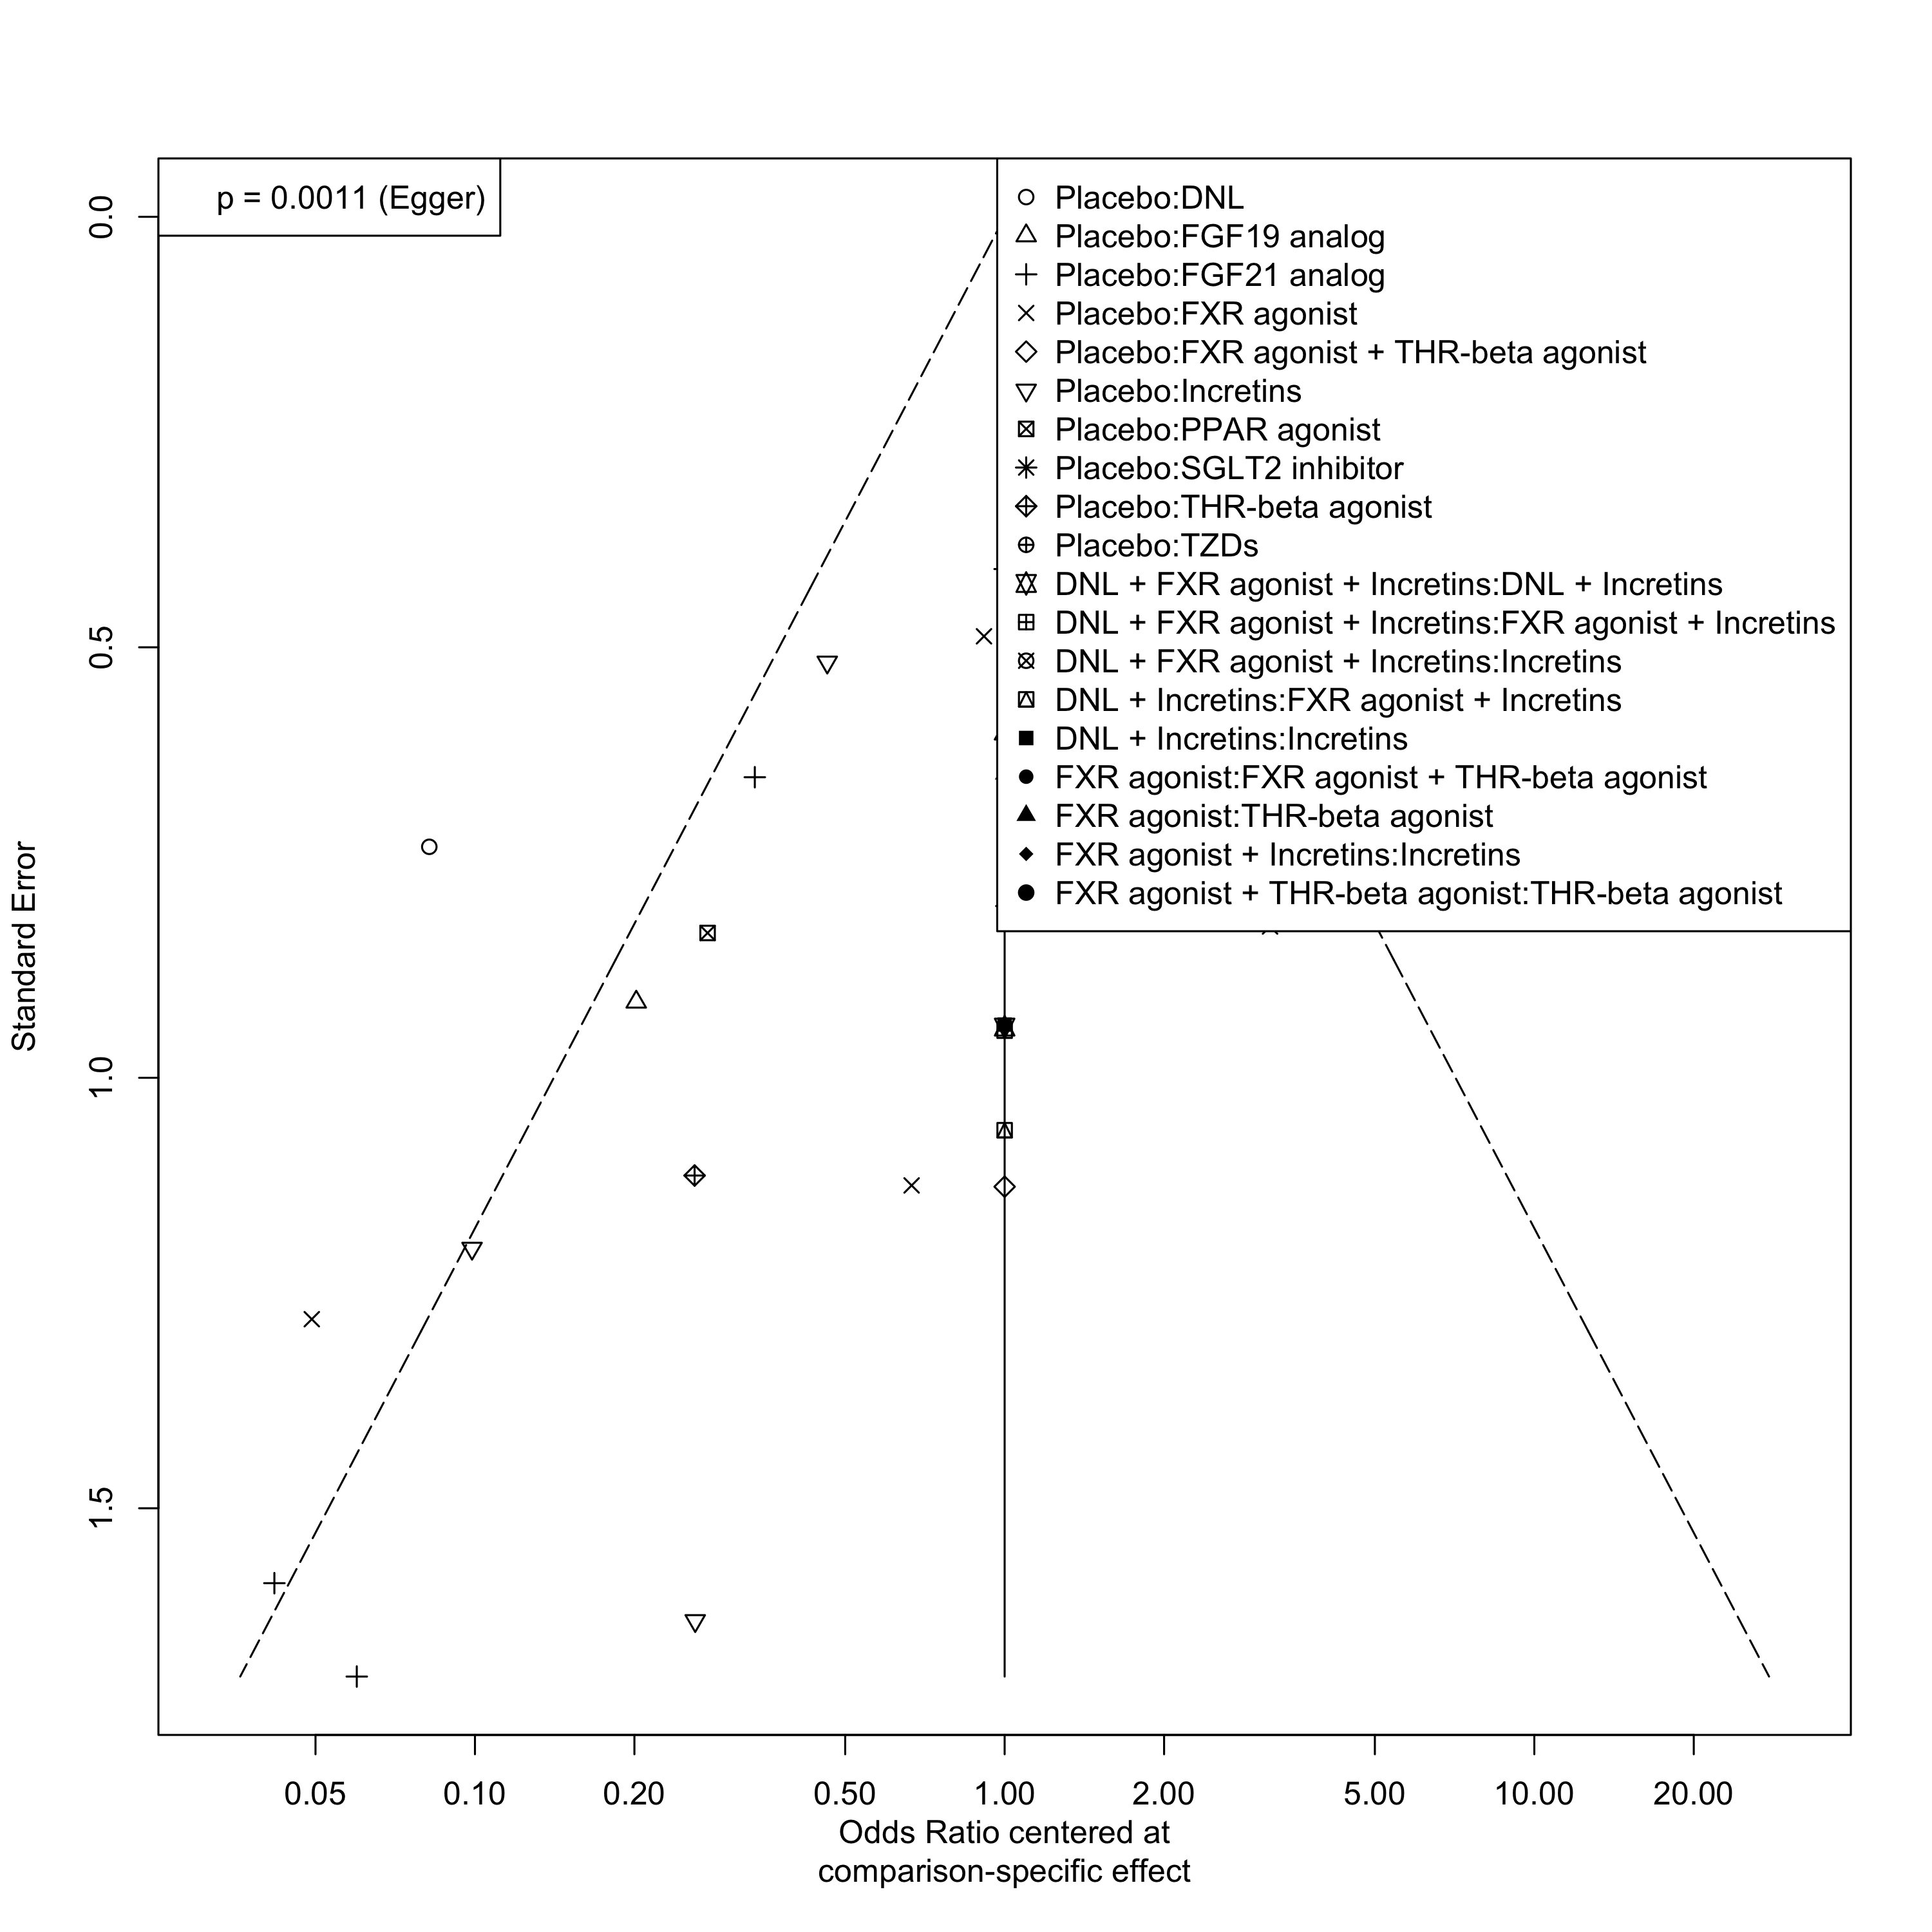 p = 0.0011 (Egger)
Placebo:DNL
Placebo:FGF19 analog
Placebo:FGF21 analog
Placebo:FXR agonist
Placebo:FXR agonist + THR-beta agonist
Placebo:Incretins
Placebo:PPAR agonist
Placebo:SGLT2 inhibitor
Placebo:THR-beta agonist
Placebo:TZDs
DNL + FXR agonist + Incretins:DNL + Incretins
DNL + FXR agonist + Incretins:FXR agonist + Incretins
DNL + FXR agonist + Incretins:Incretins
DNL + Incretins:FXR agonist + Incretins
DNL + Incretins:Incretins
FXR agonist:FXR agonist + THR-beta agonist
FXR agonist:THR-beta agonist
FXR agonist + Incretins:Incretins
FXR agonist + THR-beta agonist:THR-beta agonist
Standard Error
0.0
0.5
1.0
1.5
0.05 0.10 0.20 0.50 1.00 2.00 5.00 10.00 20.00
Odds Ratio centered at
comparison-specific effect